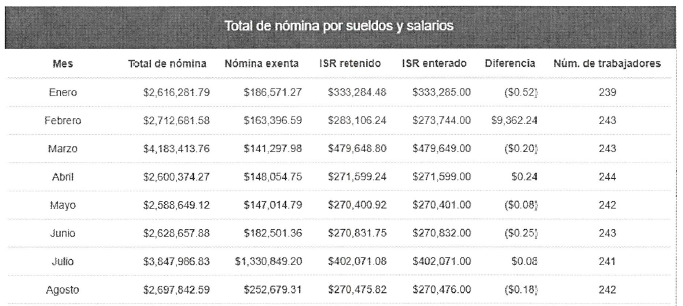 Total de nómina por sueldos y salarios
Mes Total de nómina Nómina exenta ISR retenido ISR enterado Diferencia Núm. de trabajadores
Enero $2,616,281.79 $186,571.27 $333,284.48 $333,285.00 ($0.52) 239
Febrero $2,712,681.58 $163,396.59 $283,106.24 $273,744.00 $9,362.24 243
Marzo $4,183,413.76 $141,297.98 $479,648.80 $479,649.00 ($0.20) 243
Abril $2,600,374.27 $148,054.75 $271,599.24 $271,599.00 $0.24 244
Mayo $2,588,649.12 $147,014.79 $270,400.92 $270,401.00 ($0.08) 242
Junio $2,628,657.88 $182,501.36 $270,831.75 $270,832.00 ($0.25) 243
Julio $3,847,986.83 $1,330,849.20 $402,071.08 $402,071.00 $0.08 241
Agosto $2,697,842.59 $252,679.31 $270,475.82 $270,476.00 ($0.18) 242